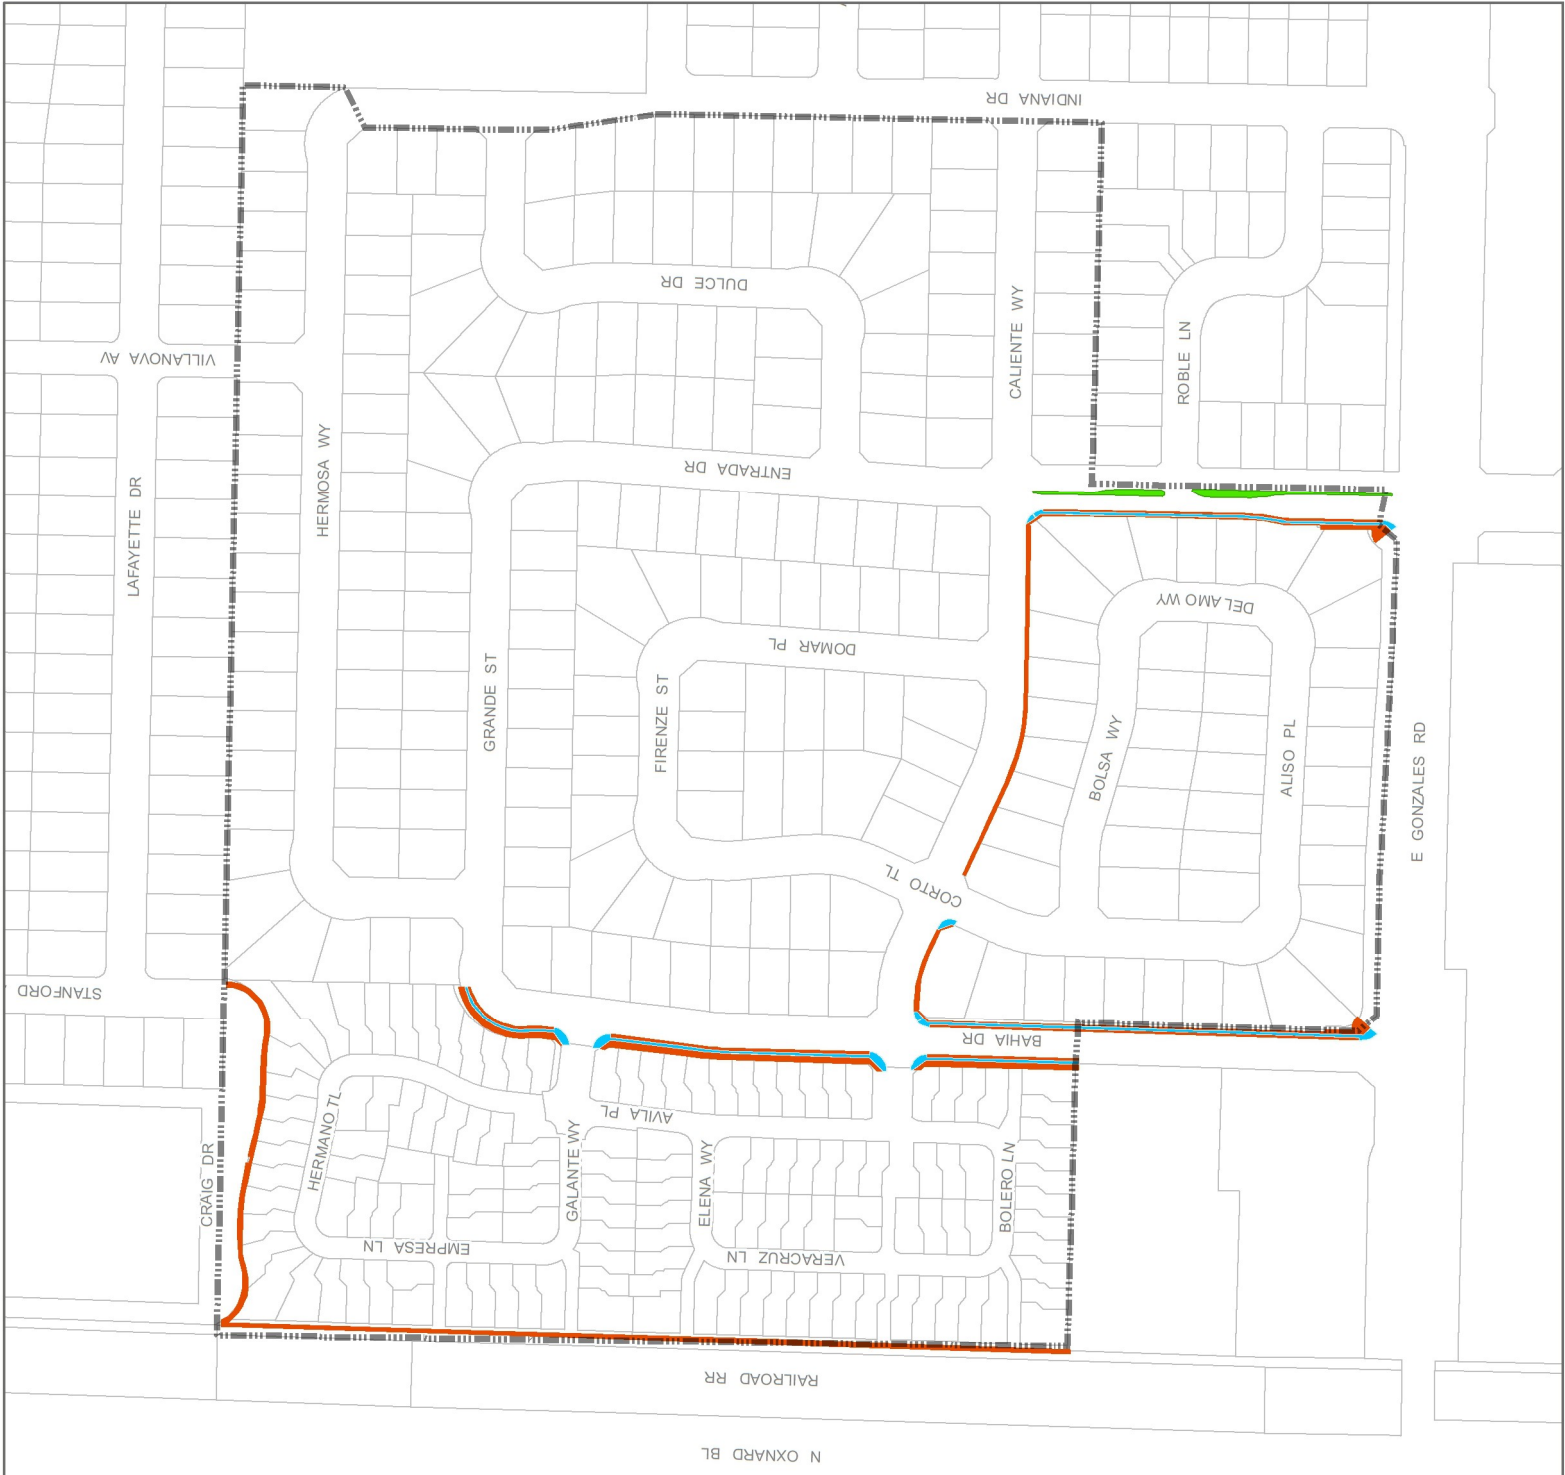 INDIANA DR
DULCE DR
CALIENTE WY
ROBLE LN
VILLANOVA AV
HERMOSA WY
ENTRADA DR
LAFAYETTE DR
DEL AMO WY
DOMAR PL
GRANDE ST
FIRENZE ST
BOLSA WY
ALISO PL
E GONZALES RD
CORTO TL
STANFORD
BAHIA DR
AVILA PL
HERMANO TL
GALANTE WY
ELENA WY
BOLERO LN
CRAIG DR
EMPRESA LN
VERACRUZ LN
RAILROAD RR
N OXNARD BL